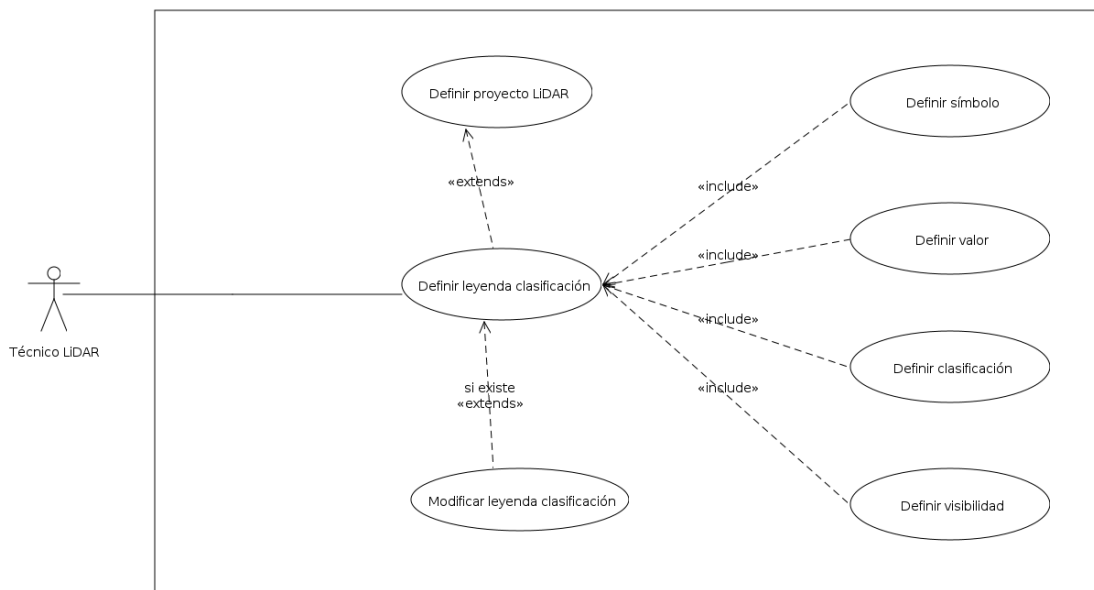 Definir proyecto LiDAR
Definir símbolo
«extends»
«include»
Definir valor
«include»
Definir leyenda clasificación
«include»
Técnico LiDAR
Definir clasificación
si existe
«extends»
«include»
Modificar leyenda clasificación
Definir visibilidad